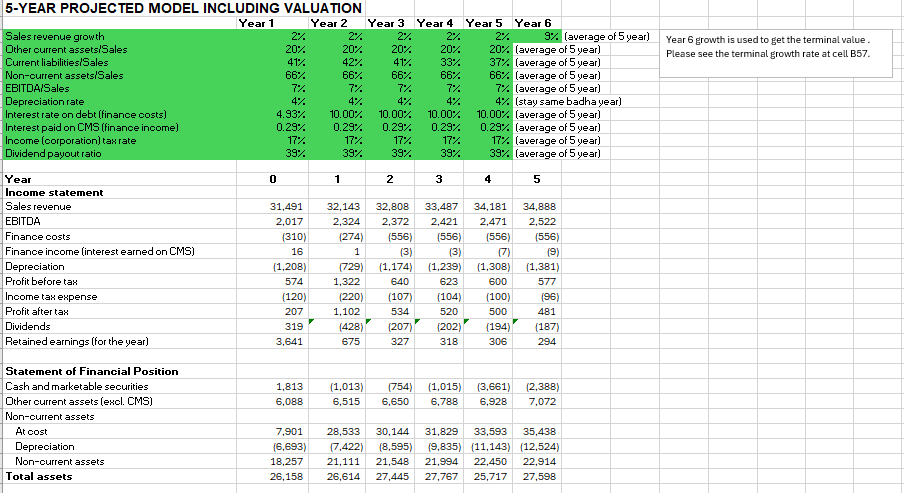 5-YEAR PROJECTED MODEL INCLUDING VALUATION
Year 1 Year 2 Year 3 Year 4 Year 5 Year 6
Sales revenue growth 2% 2% 2% 2% 2% 9% (average of 5 year)
Other current assets/Sales 20% 20% 20% 20% 20% (average of 5 year)
Current liabilities/Sales 41% 42% 41% 33% 37% (average of 5 year)
Non-current assets/Sales 66% 66% 66% 66% 66% (average of 5 year)
EBITDA/Sales 7% 7% 7% 7% 7% (average of 5 year)
Depreciation rate 4% 4% 4% 4% 4% (stay same badha year)
Interest rate on debt (finance costs) 4.93% 10.00% 10.00% 10.00% 10.00% (average of 5 year)
Interest paid on CMS (finance income) 0.29% 0.29% 0.29% 0.29% 0.29% (average of 5 year)
Income (corporation) tax rate 17% 17% 17% 17% 17% (average of 5 year)
Dividend payout ratio 39% 39% 39% 39% 39% (average of 5 year)
Year 6 growth is used to get the terminal value .
Please see the terminal growth rate at cell B57.
Year 0 1 2 3 4 5
Income statement
Sales revenue 31,491 32,143 32,808 33,487 34,181 34,888
EBITDA 2,017 2,324 2,372 2,421 2,471 2,522
Finance costs (310) (274) (556) (556) (556) (556)
Finance income (interest earned on CMS) 16 1 (3) (3) (7) (9)
Depreciation (1,208) (729) (1,174) (1,239) (1,308) (1,381)
Profit before tax 574 1,322 640 623 600 577
Income tax expense (120) (220) (107) (104) (100) (96)
Profit after tax 207 1,102 534 520 500 481
Dividends 319 (428) (207) (202) (194) (187)
Retained earnings (for the year) 3,641 675 327 318 306 294
Statement of Financial Position
Cash and marketable securities 1,813 (1,013) (754) (1,015) (3,661) (2,388)
Other current assets (excl. CMS) 6,088 6,515 6,650 6,788 6,928 7,072
Non-current assets
At cost 7,901 28,533 30,144 31,829 33,593 35,438
Depreciation (6,693) (7,422) (8,595) (9,835) (11,143) (12,524)
Non-current assets 18,257 21,111 21,548 21,994 22,450 22,914
Total assets 26,158 26,614 27,445 27,767 25,717 27,598